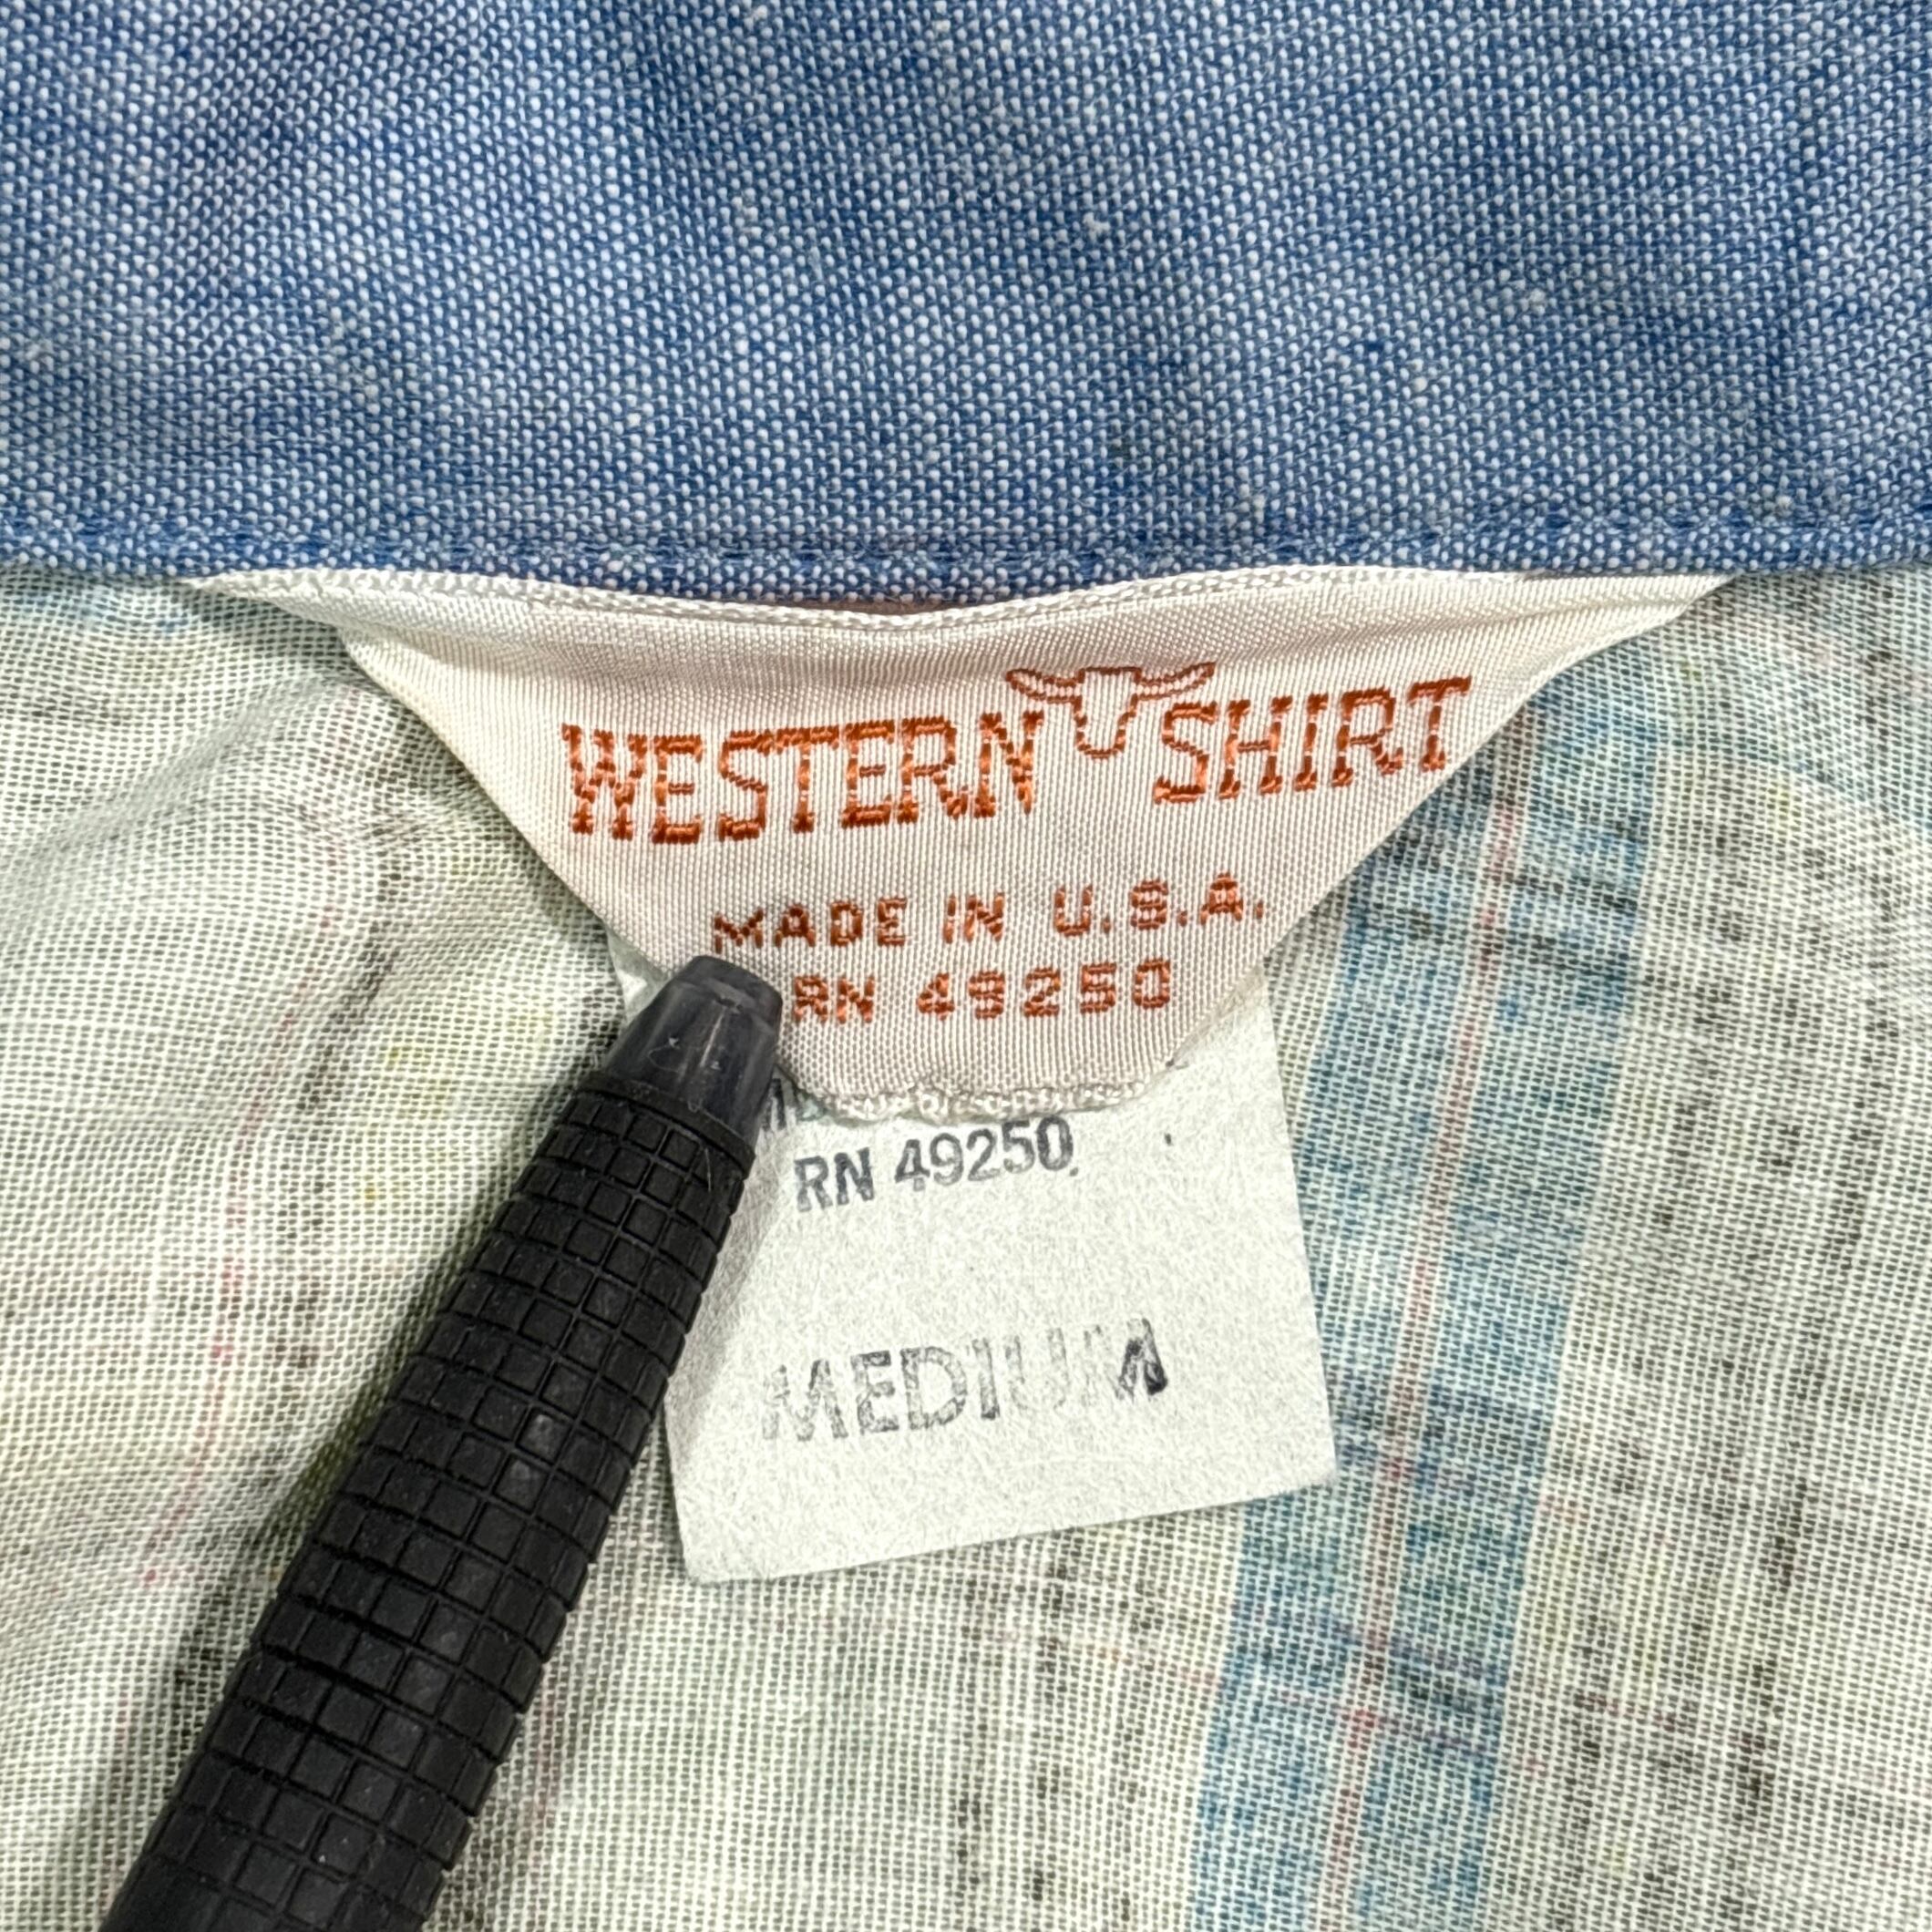 WESTERN SHIRT
MADE IN U.S.A.
RN 49250
RN 49250
MEDIUM